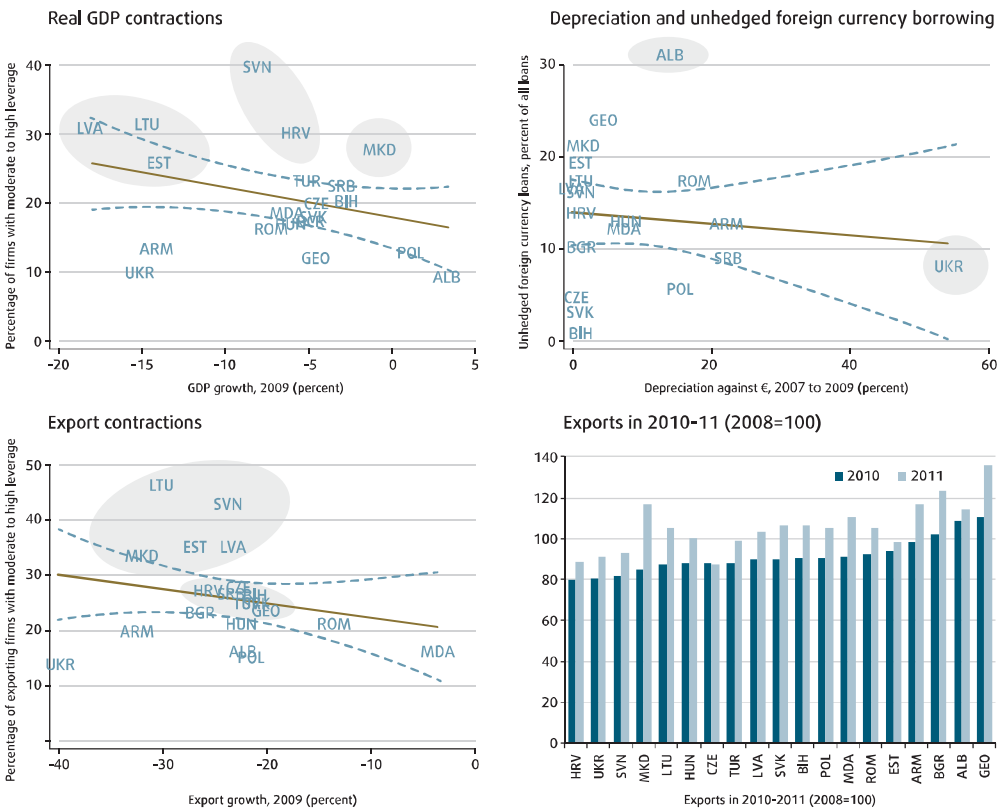 Real GDP contractions
Percentage of firms with moderate to high leverage
40
30
20
10
0
SVN
LVA
LTU
HRV
EST
MKD
TUR
SRB
CZE
BIH
MDA
SVK
HUN
ROM
ARM
GEO
POL
UKR
ALB
-20
-15
-10
-5
0
5
GDP growth, 2009 (percent)
Depreciation and unhedged foreign currency borrowing
Unhedged foreign currency loans, percent of all loans
30
20
10
0
ALB
GEO
MKD
EST
LTU
ROM
LVA
SVN
HRV
HUN
ARM
MDA
BGR
SRB
UKR
POL
CZE
SVK
BIH
0
20
40
60
Depreciation against €, 2007 to 2009 (percent)
Export contractions
Percentage of exporting firms with moderate to high leverage
50
40
30
20
10
LTU
SVN
EST
LVA
MKD
HRV
CZE
SRB
BIH
TUR
SVK
BGR
GEO
ARM
HUN
ROM
ALB
POL
MDA
UKR
-40
-30
-20
-10
0
Export growth, 2009 (percent)
Exports in 2010-11 (2008=100)
2010
2011
140
120
100
80
60
40
20
0
HRV
UKR
SVN
MKD
LTU
HUN
CZE
TUR
LVA
SVK
BIH
POL
MDA
ROM
EST
ARM
BGR
ALB
GEO
Exports in 2010-2011 (2008=100)